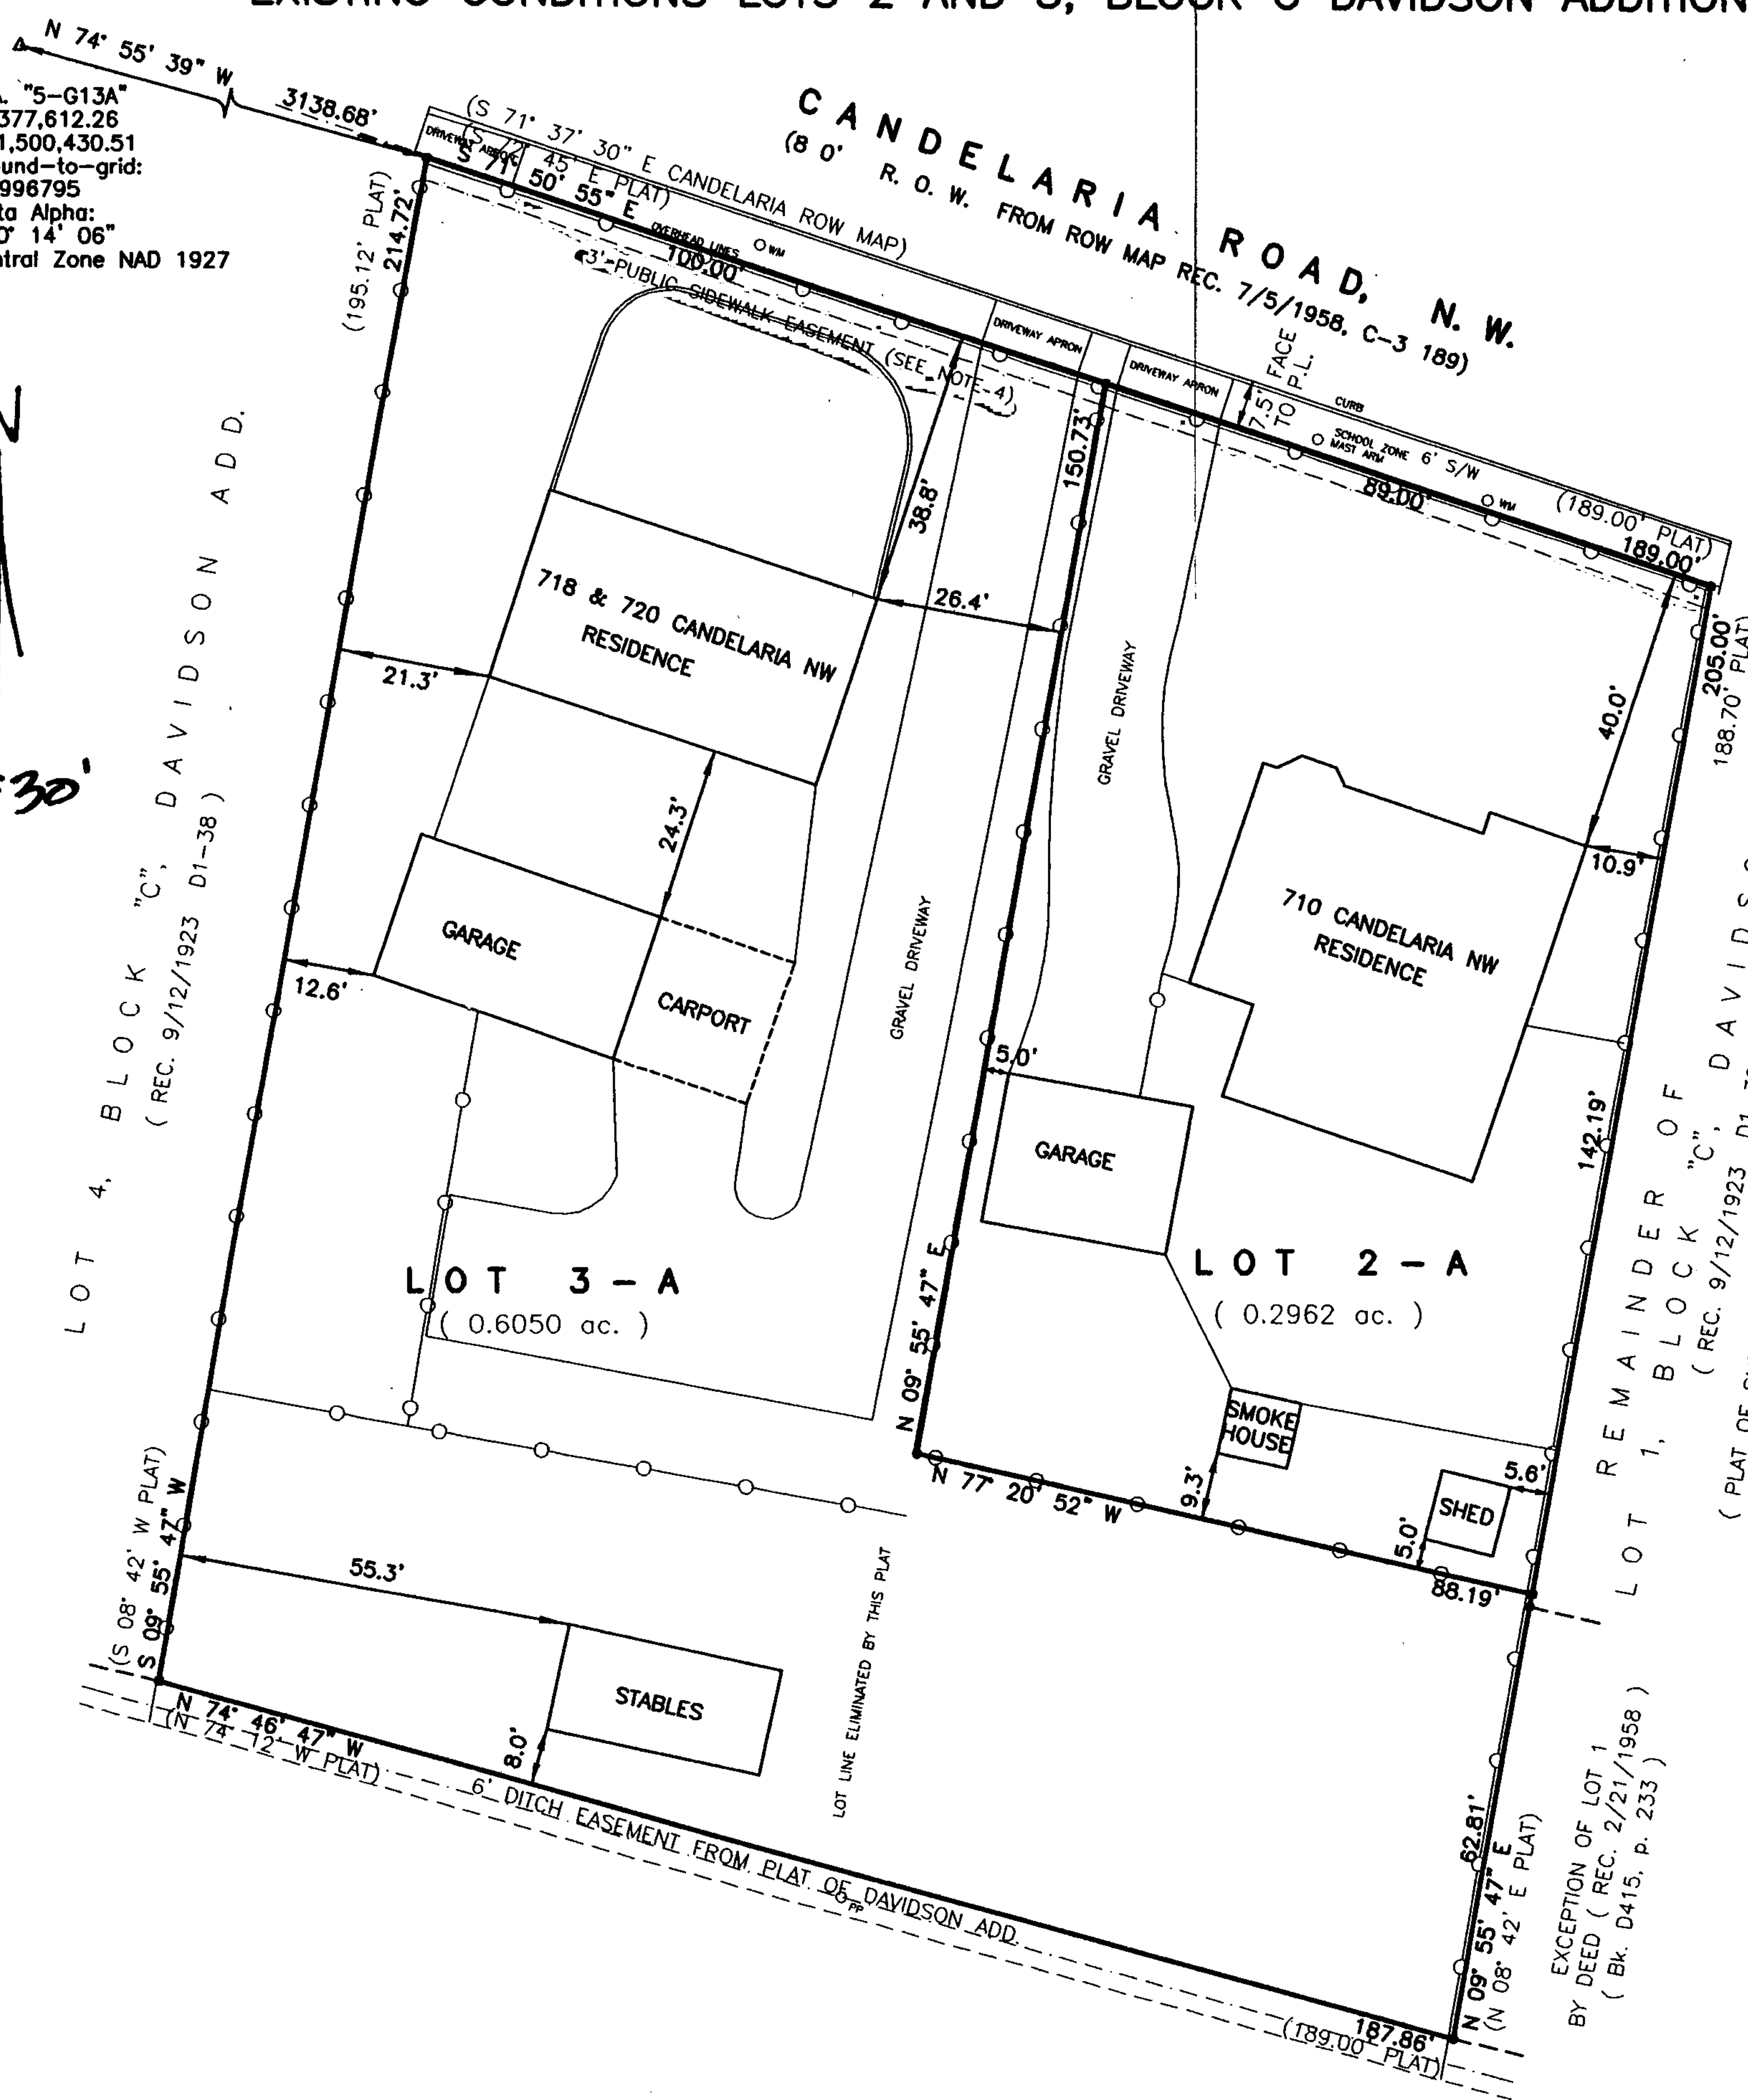 N 74° 55' 39" W
3138.68'
"5-G13A"
377,612.26
1,500,430.51
und-to-grid:
996795
ta Alpha:
0° 14' 06"
ntral Zone NAD 1927
30'
CANDELARIA ROAD, N. W.
(80' R. O. W. FROM ROW MAP REC. 7/5/1958, C-3 189)
(S 71° 37' 30" E CANDELARIA ROW MAP)
(S 72° 45' E PLAT)
S 71° 50' 55" E
DRIVEWAY APRON
OVERHEAD LINES
WM
100.00'
3' PUBLIC SIDEWALK EASEMENT (SEE NOTE 4)
DRIVEWAY APRON
DRIVEWAY APRON
7.5' FACE
TO P.L.
CURB
SCHOOL ZONE
MAST ARM
6' S/W
WM
89.00'
(189.00' PLAT)
189.00'
(195.12' PLAT)
214.72'
150.73'
38.8'
26.4'
718 & 720 CANDELARIA NW
RESIDENCE
21.3'
24.3'
GARAGE
CARPORT
12.6'
GRAVEL DRIVEWAY
GRAVEL DRIVEWAY
40.0'
205.00'
188.70' PLAT)
10.9'
710 CANDELARIA NW
RESIDENCE
5.0'
GARAGE
142.19'
LOT 4, BLOCK "C", DAVIDSON ADD.
( REC. 9/12/1923 D1-38 )
LOT 3-A
( 0.6050 ac. )
LOT 2-A
( 0.2962 ac. )
N 09° 55' 47" E
SMOKE
HOUSE
9.3'
SHED
5.6'
5.0'
N 77° 20' 52" W
88.19'
LOT 1, REMAINDER OF
BLOCK "C", DAVIDSO
( REC. 9/12/1923
( PLAT OF
(S 08° 42' W PLAT)
S 09° 55' 47" W
55.3'
STABLES
8.0'
LOT LINE ELIMINATED BY THIS PLAT
N 74° 46' 47" W
(N 74° 12' W PLAT)
6' DITCH EASEMENT FROM PLAT OF DAVIDSON ADD.
PP
187.86'
(189.00' PLAT)
62.81'
N 09° 55' 47" E
(N 08° 42' E PLAT)
EXCEPTION OF LOT 1
BY DEED ( REC. 2/21/1958 )
( Bk. D415, p. 233 )